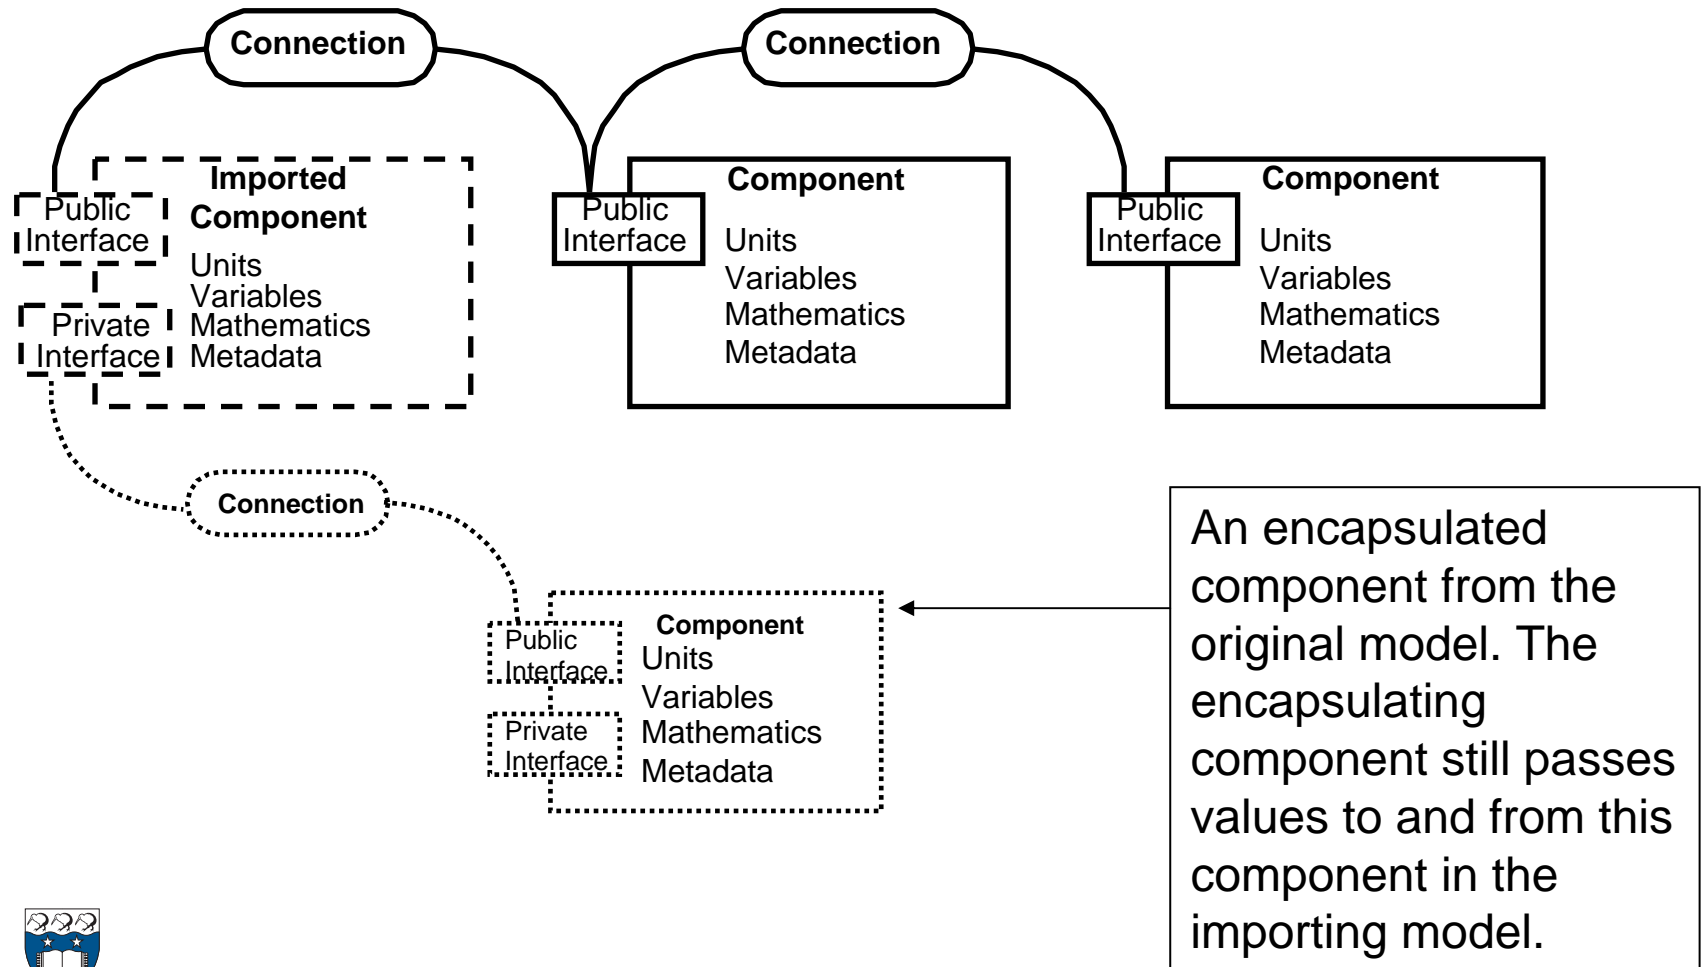 Connection
Connection
Imported
Component
Public
Interface
Units
Variables
Private
Interface
Mathematics
Metadata
Component
Public
Interface
Units
Variables
Mathematics
Metadata
Component
Public
Interface
Units
Variables
Mathematics
Metadata
Connection
Component
Public
Interface
Units
Variables
Private
Interface
Mathematics
Metadata
An encapsulated
component from the
original model. The
encapsulating
component still passes
values to and from this
component in the
importing model.